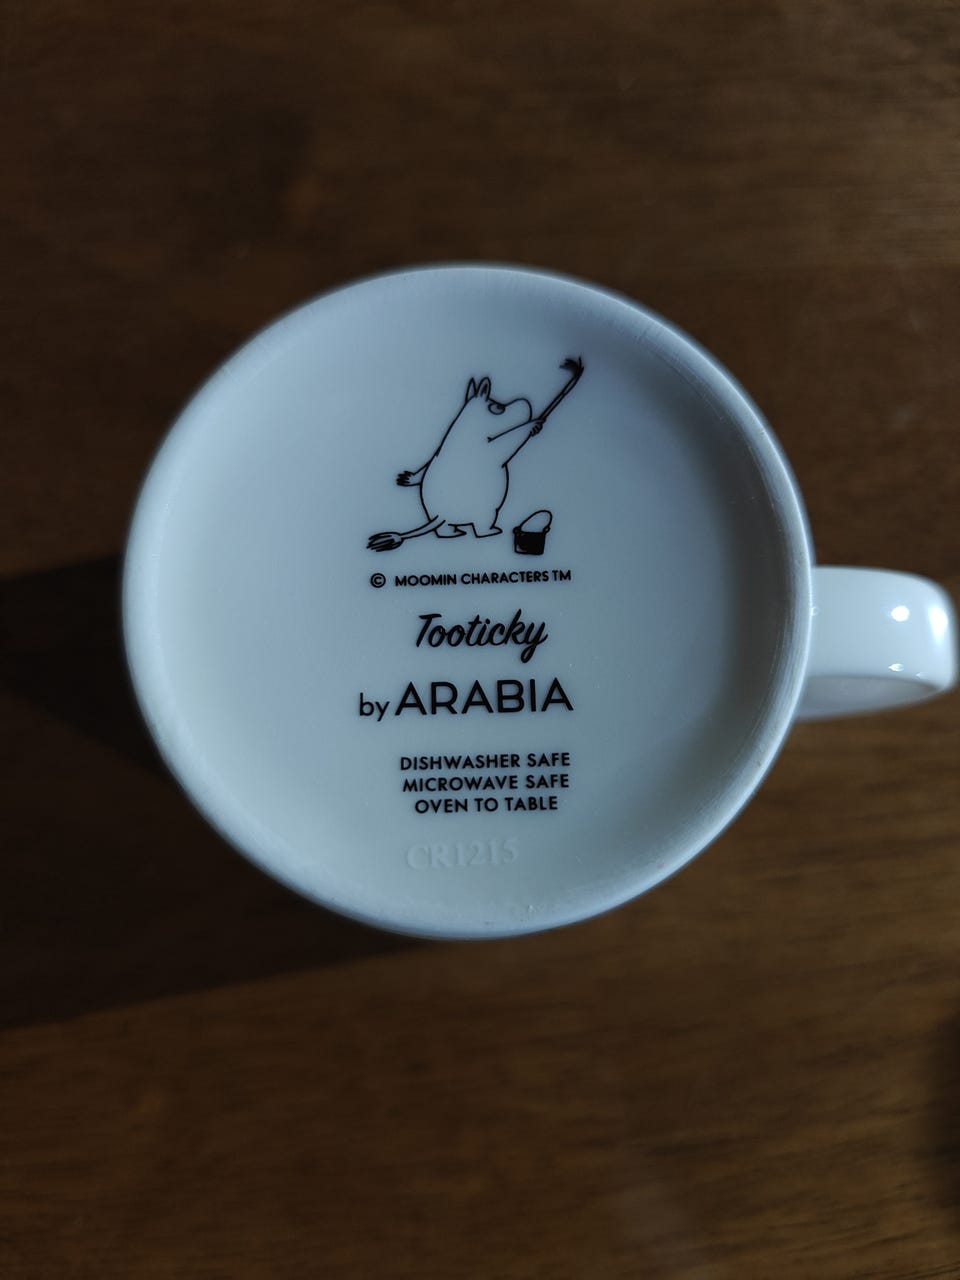 © MOOMIN CHARACTERS TM
Tooticky
by ARABIA
DISHWASHER SAFE
MICROWAVE SAFE
OVEN TO TABLE
CR1215